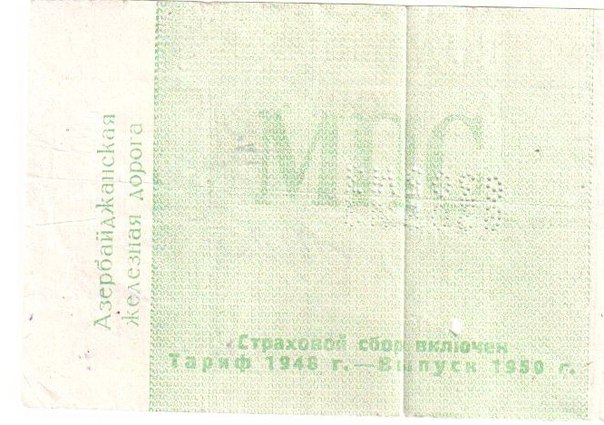 Азербайджанская
железная дорога
МПС
Страховой сбор включен
Тариф 1948 г.—Выпуск 1950 г.